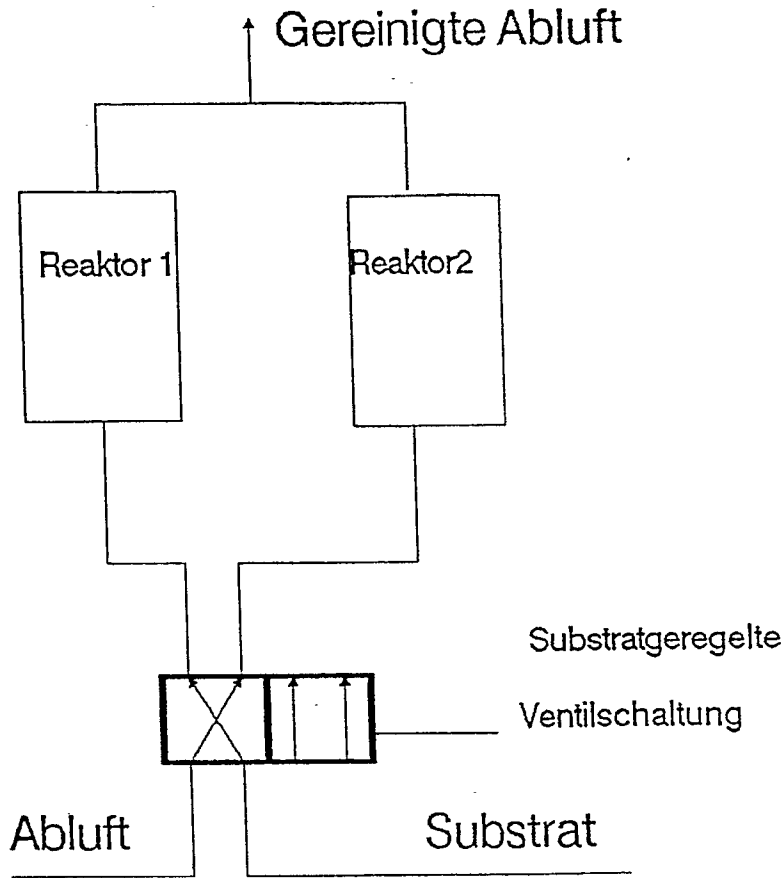 Gereinigte Abluft
Reaktor 1
Reaktor2
Substratgeregelte
Ventilschaltung
Abluft
Substrat